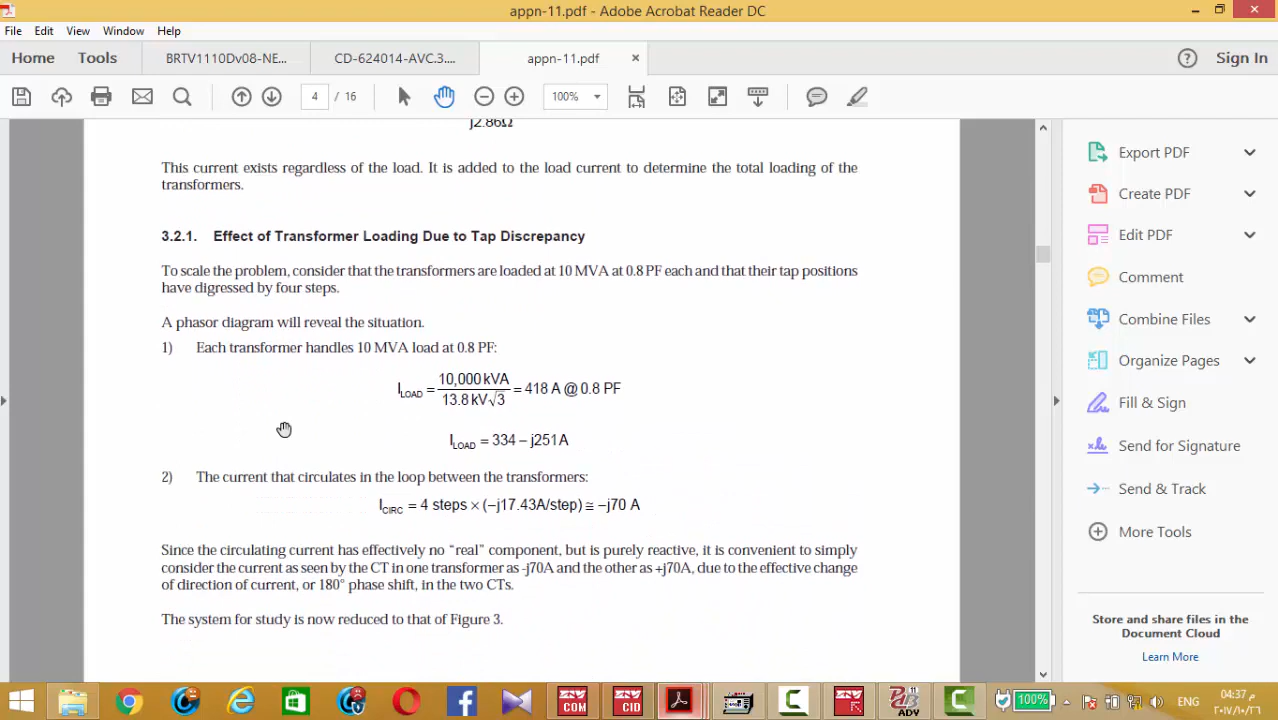 appn-11.pdf - Adobe Acrobat Reader DC
File Edit View Window Help
Home Tools BRTV1110Dv08-NE... CD-624014-AVC.3.... appn-11.pdf × Sign In
4 / 16 100%
j2.86Ω
This current exists regardless of the load. It is added to the load current to determine the total loading of the
transformers.
3.2.1. Effect of Transformer Loading Due to Tap Discrepancy
To scale the problem, consider that the transformers are loaded at 10 MVA at 0.8 PF each and that their tap positions
have digressed by four steps.
A phasor diagram will reveal the situation.
1) Each transformer handles 10 MVA load at 0.8 PF:
I_LOAD = 10,000 kVA / 13.8 kV√3 = 418 A @ 0.8 PF
I_LOAD = 334 – j251A
2) The current that circulates in the loop between the transformers:
I_CIRC = 4 steps × (–j17.43A/step) ≅ –j70 A
Since the circulating current has effectively no “real” component, but is purely reactive, it is convenient to simply
consider the current as seen by the CT in one transformer as -j70A and the other as +j70A, due to the effective change
of direction of current, or 180° phase shift, in the two CTs.
The system for study is now reduced to that of Figure 3.
Export PDF
Create PDF
Edit PDF
Comment
Combine Files
Organize Pages
Fill & Sign
Send for Signature
Send & Track
More Tools
Store and share files in the
Document Cloud
Learn More
ZIV COM
ZIV CID
ZIV
11
ADV
100%
ENG
04:37 م
٢٠١٧/١٠/٢٦